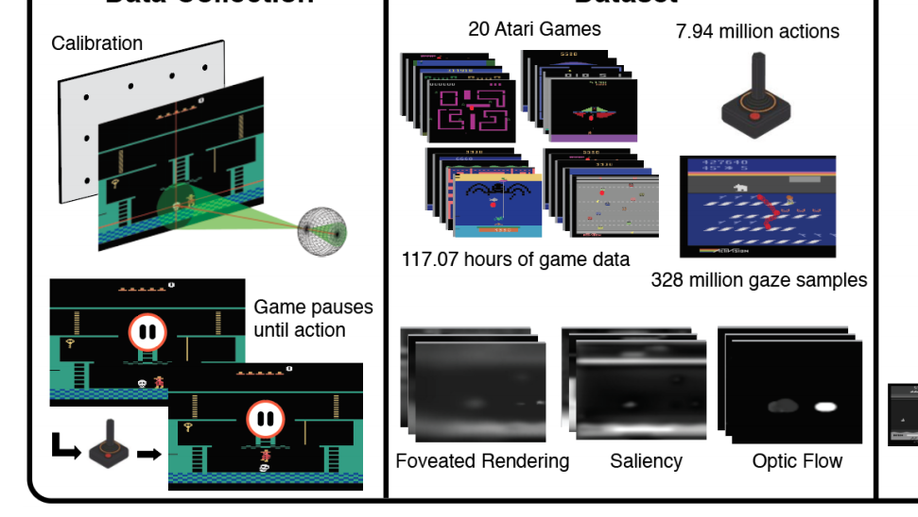 Data Collection
Calibration
Game pauses
until action
Dataset
20 Atari Games
7.94 million actions
427640
117.07 hours of game data
328 million gaze samples
Foveated Rendering
Saliency
Optic Flow